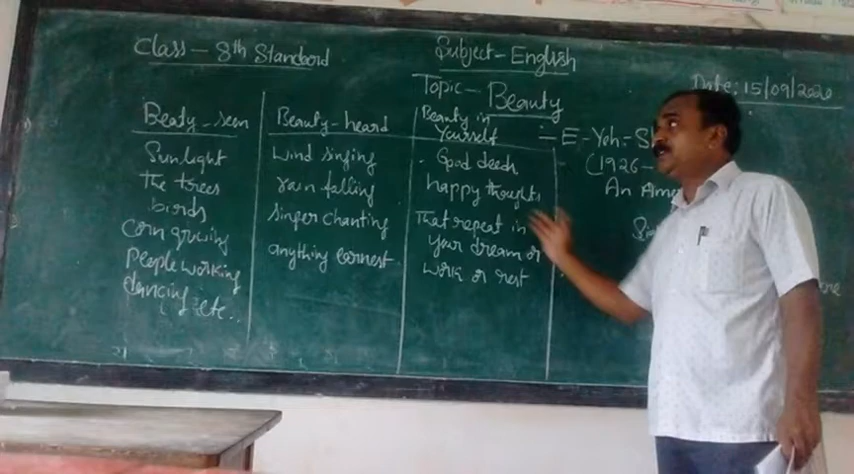 Class - 8th Standord
Subject - English
Date: 15/09/2020
Topic - Beauty
Beaty - seen
Sunlight
The trees
birds
corn growing
people working
dancing etc..
Beauty - heard
wind singing
rain falling
singer chanting
anything earnest
Beauty in
Yourself
Good deeds
happy thoughts
That repeat in
your dream or
work or rest
:- E - Yeh - S
(1926 -
An Ame